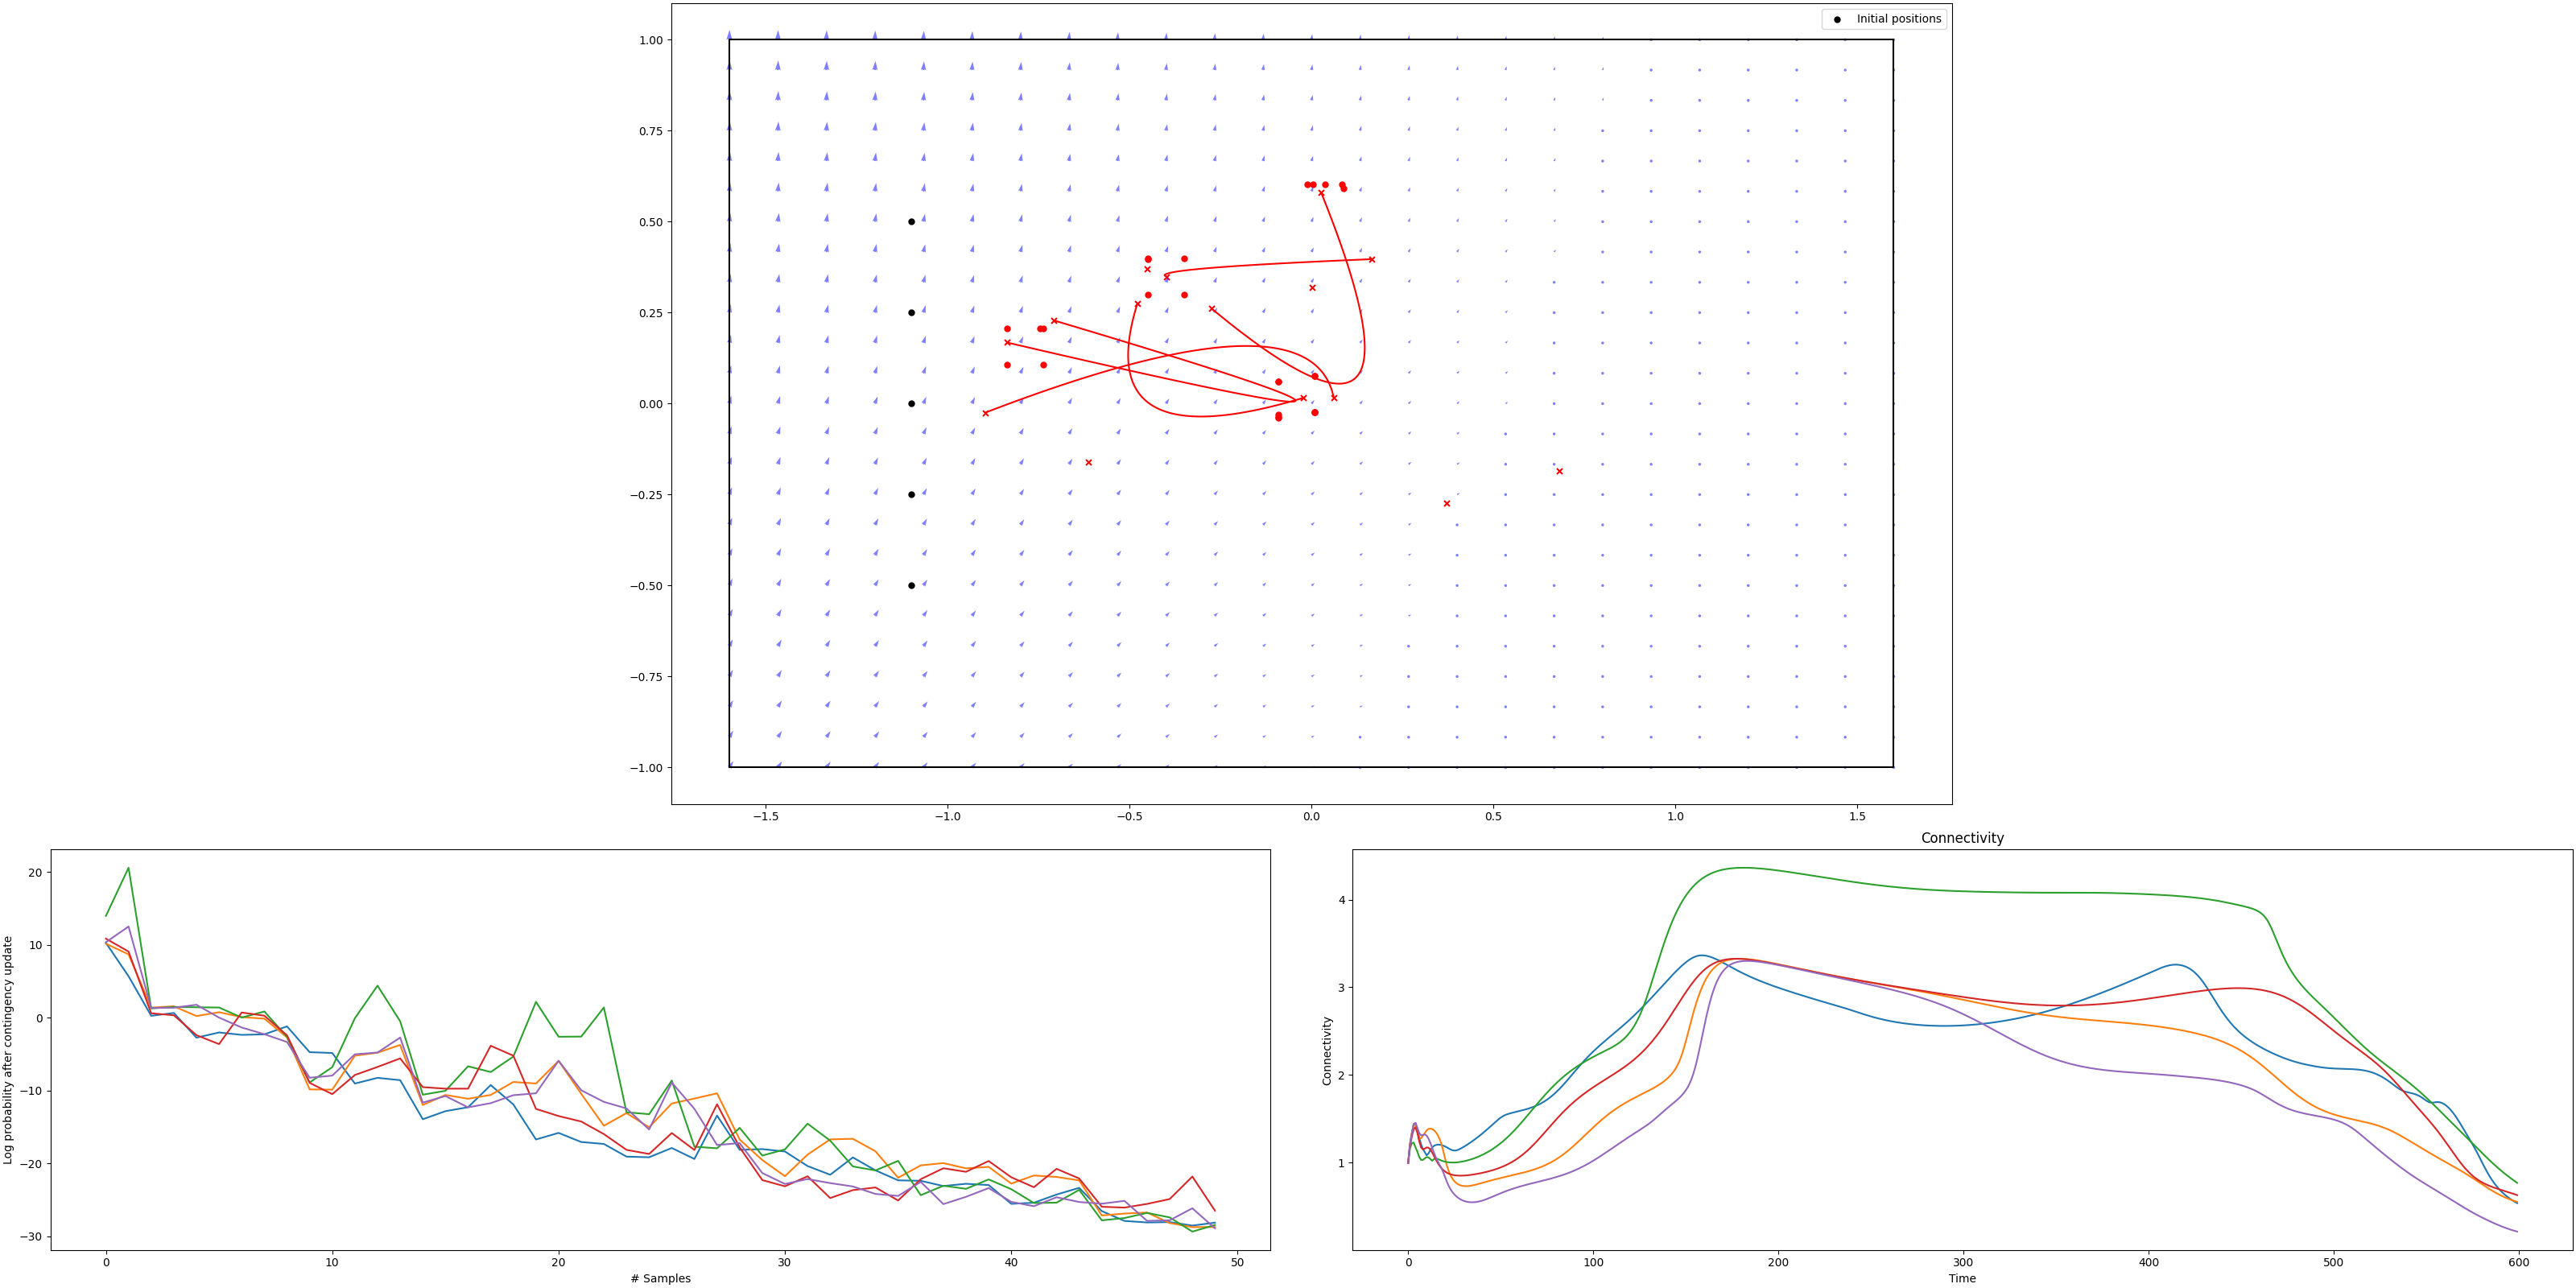 Initial positions
1.00
0.75
0.50
0.25
0.00
−0.25
−0.50
−0.75
−1.00
−1.5 −1.0 −0.5 0.0 0.5 1.0 1.5
Log probability after contingency update
20
10
0
−10
−20
−30
0 10 20 30 40 50
# Samples
Connectivity
Connectivity
4
3
2
1
0 100 200 300 400 500 600
Time